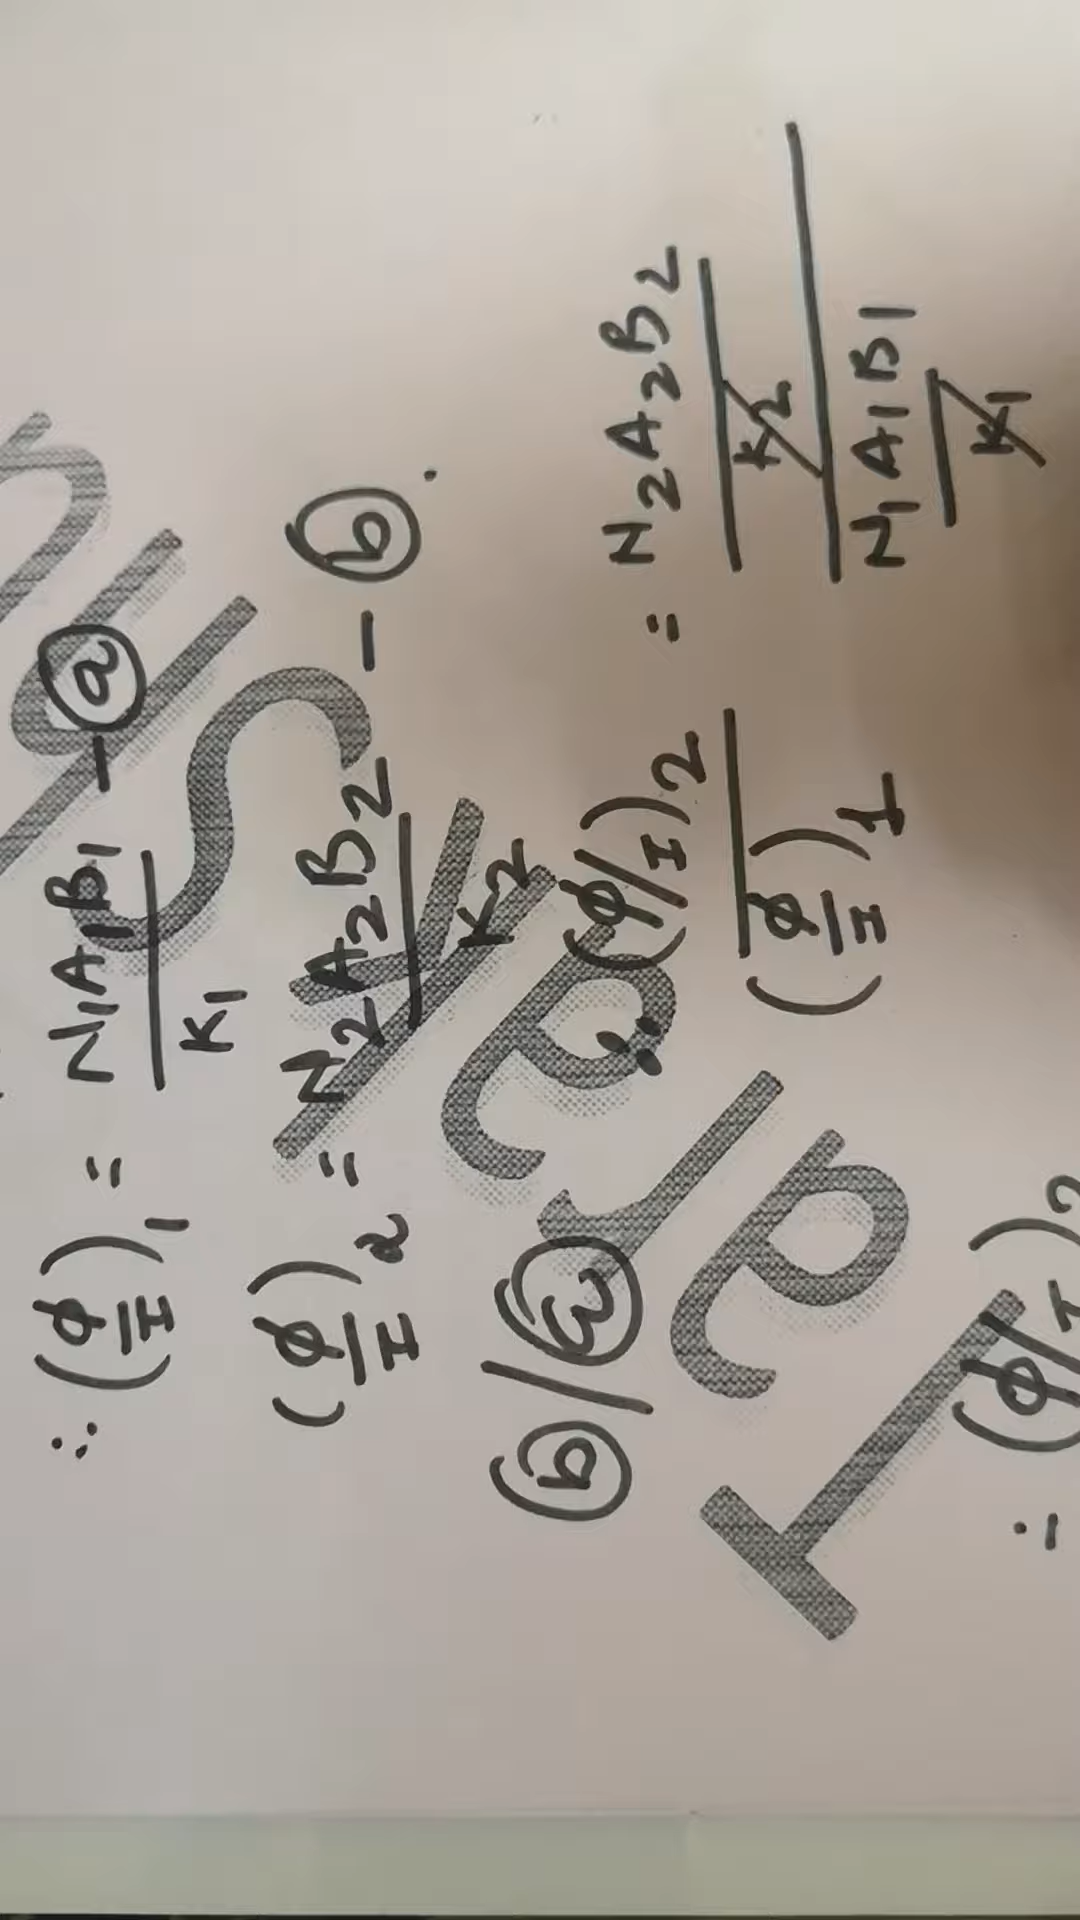 ∴ (φ/I)₁ = N₁A₁B₁/K₁ - ⓐ
(φ/I)₂ = N₂A₂B₂/K₂ - ⓑ.
ⓑ/ⓐ ∴ (φ/I)₂/(φ/I)₁ = (N₂A₂B₂/K₂)/(N₁A₁B₁/K₁)
(φ/I)₂